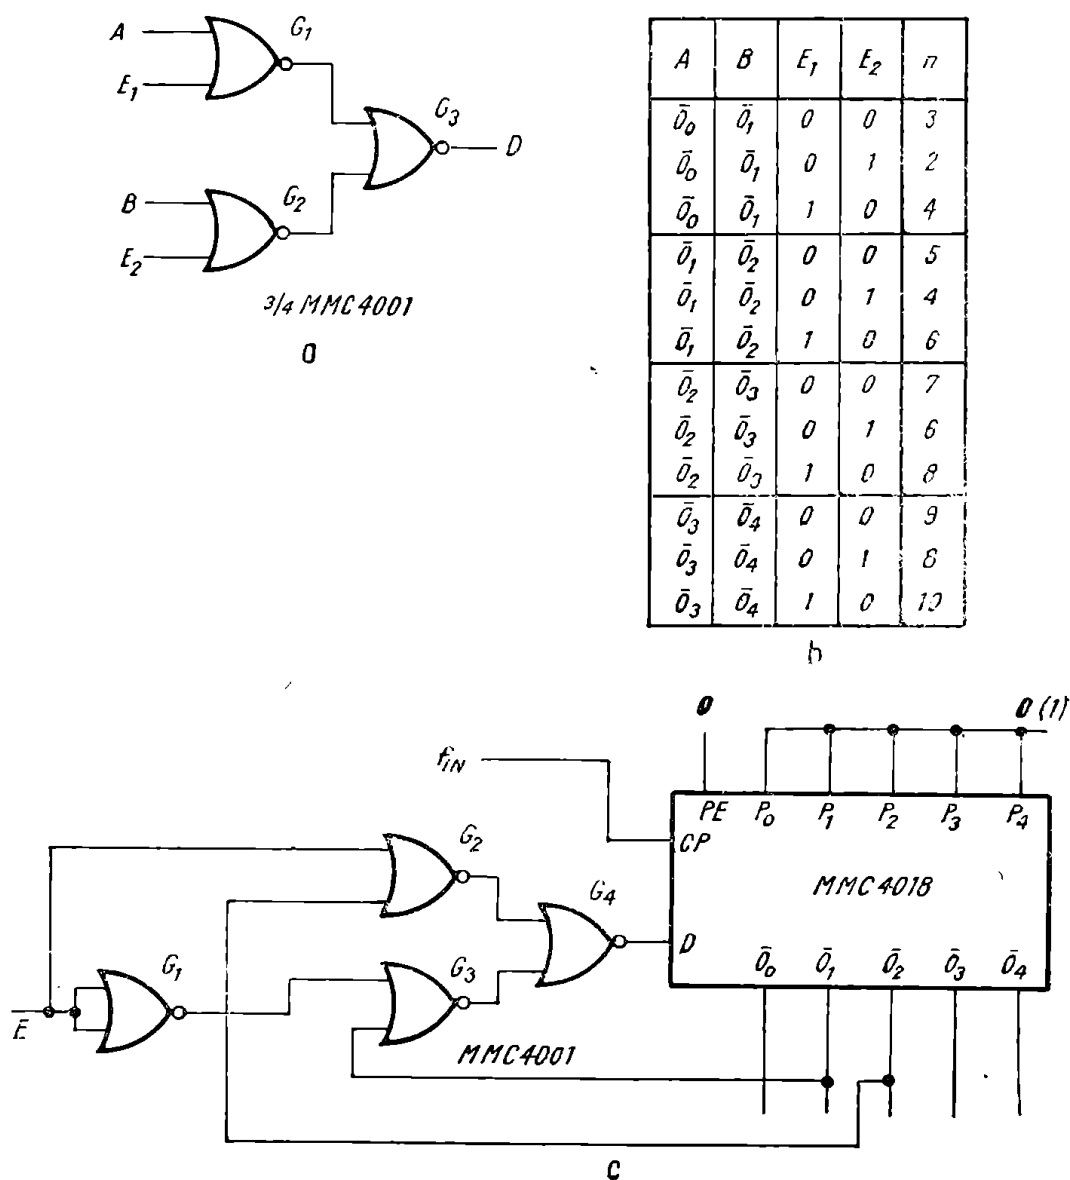 A
E₁
G₁
G₃
D
B
E₂
G₂
3/4 MMC4001
a
A B E₁ E₂ n
Ō₀ Ō₁ 0 0 3
Ō₀ Ō₁ 0 1 2
Ō₀ Ō₁ 1 0 4
Ō₁ Ō₂ 0 0 5
Ō₁ Ō₂ 0 1 4
Ō₁ Ō₂ 1 0 6
Ō₂ Ō₃ 0 0 7
Ō₂ Ō₃ 0 1 6
Ō₂ Ō₃ 1 0 8
Ō₃ Ō₄ 0 0 9
Ō₃ Ō₄ 0 1 8
Ō₃ Ō₄ 1 0 10
b
0 0 (1)
f_IN
PE P₀ P₁ P₂ P₃ P₄
CP
MMC4018
D
Ō₀ Ō₁ Ō₂ Ō₃ Ō₄
G₂
G₄
G₁
G₃
E
MMC4001
c